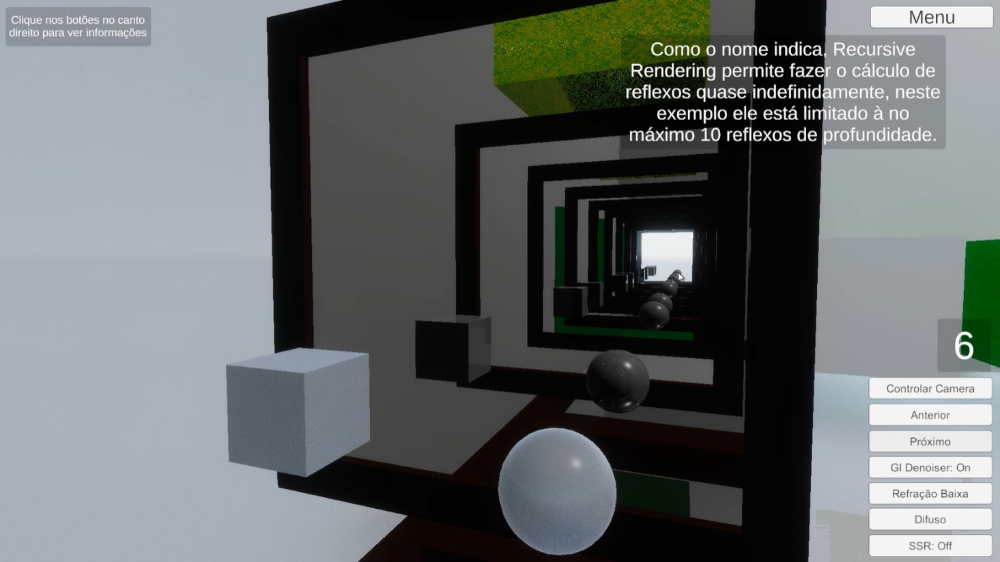 Clique nos botões no canto
direito para ver informações
Menu
Como o nome indica, Recursive
Rendering permite fazer o cálculo de
reflexos quase indefinidamente, neste
exemplo ele está limitado à no
máximo 10 reflexos de profundidade.
6
Controlar Camera
Anterior
Próximo
GI Denoiser: On
Refração Baixa
Difuso
SSR: Off